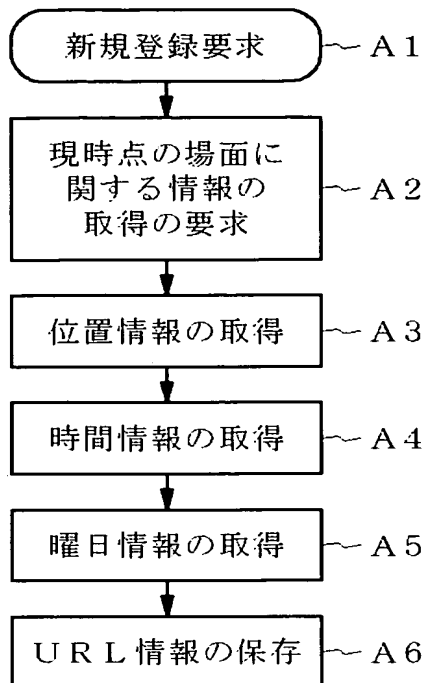 新規登録要求
A1
現時点の場面に
関する情報の
取得の要求
A2
位置情報の取得
A3
時間情報の取得
A4
曜日情報の取得
A5
URL情報の保存
A6